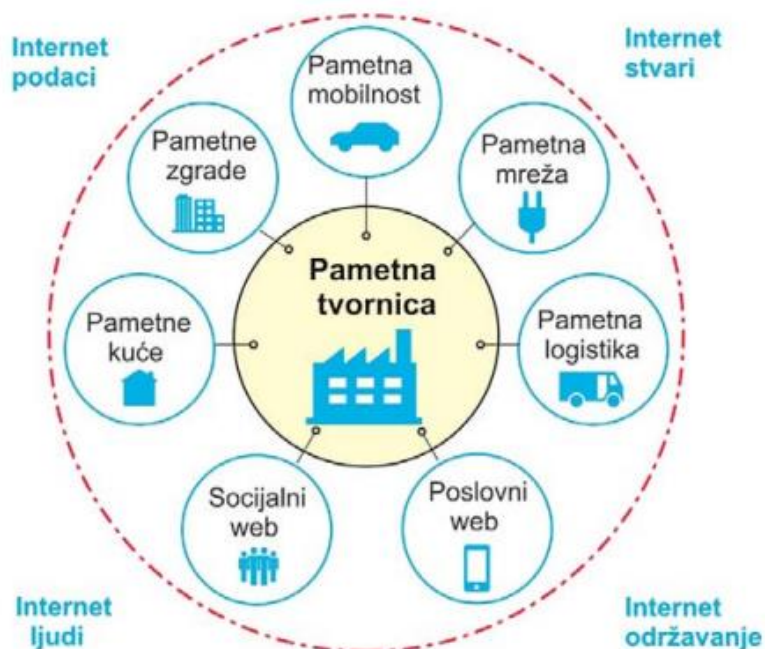 Internet
podaci
Internet
stvari
Pametna
mobilnost
Pametne
zgrade
Pametna
mreža
Pametna
tvornica
Pametne
kuće
Pametna
logistika
Socijalni
web
Poslovni
web
Internet
ljudi
Internet
održavanje